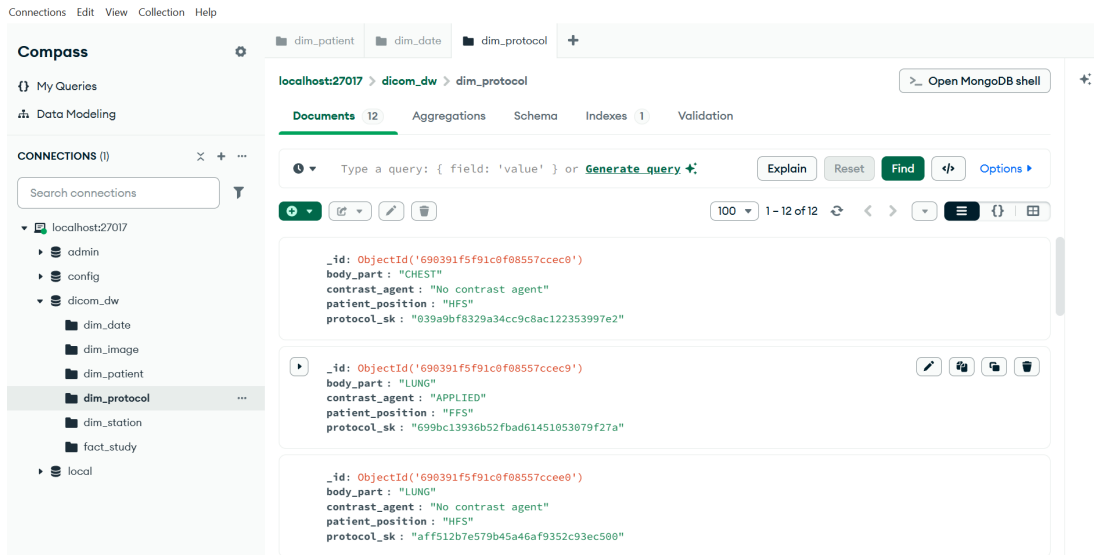 Connections Edit View Collection Help
Compass
{} My Queries
Data Modeling
CONNECTIONS (1)
Search connections
localhost:27017
admin
config
dicom_dw
dim_date
dim_image
dim_patient
dim_protocol
dim_station
fact_study
local
dim_patient dim_date dim_protocol
localhost:27017 > dicom_dw > dim_protocol
>_ Open MongoDB shell
Documents 12 Aggregations Schema Indexes 1 Validation
Type a query: { field: 'value' } or Generate query
Explain Reset Find </> Options
100 1 – 12 of 12 {}
_id: ObjectId('690391f5f91c0f08557ccec0')
body_part : "CHEST"
contrast_agent : "No contrast agent"
patient_position : "HFS"
protocol_sk : "039a9bf8329a34cc9c8ac122353997e2"
_id: ObjectId('690391f5f91c0f08557ccec9')
body_part : "LUNG"
contrast_agent : "APPLIED"
patient_position : "FFS"
protocol_sk : "699bc13936b52fbad61451053079f27a"
_id: ObjectId('690391f5f91c0f08557ccee0')
body_part : "LUNG"
contrast_agent : "No contrast agent"
patient_position : "HFS"
protocol_sk : "aff512b7e579b45a46af9352c93ec500"